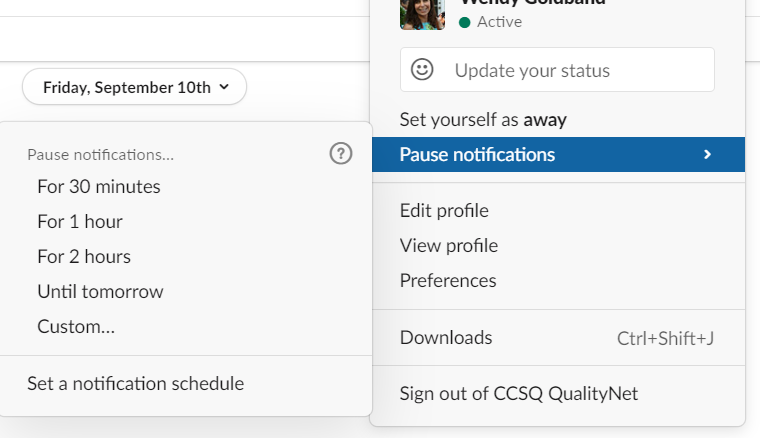 Wendy Goldband
Active
Update your status
Friday, September 10th
Set yourself as away
Pause notifications
Pause notifications...
For 30 minutes
For 1 hour
For 2 hours
Until tomorrow
Custom...
Set a notification schedule
Edit profile
View profile
Preferences
Downloads Ctrl+Shift+J
Sign out of CCSQ QualityNet